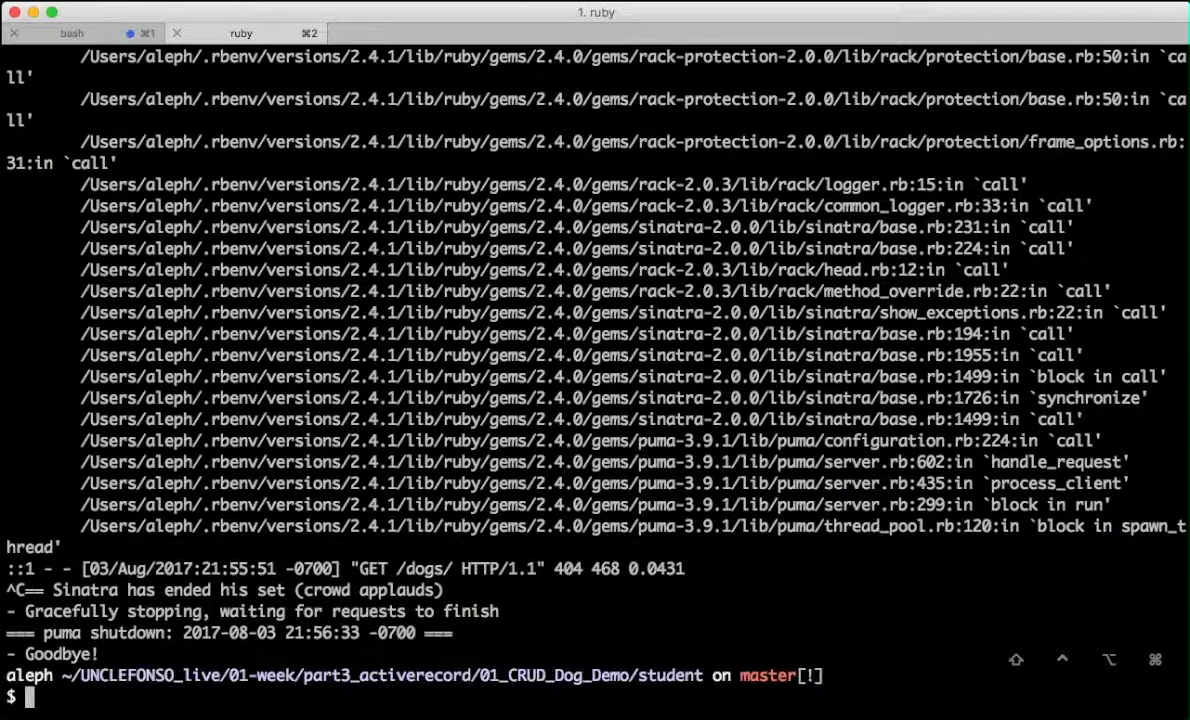 1. ruby
bash ⌘1 ruby ⌘2
/Users/aleph/.rbenv/versions/2.4.1/lib/ruby/gems/2.4.0/gems/rack-protection-2.0.0/lib/rack/protection/base.rb:50:in `ca
ll'
/Users/aleph/.rbenv/versions/2.4.1/lib/ruby/gems/2.4.0/gems/rack-protection-2.0.0/lib/rack/protection/base.rb:50:in `ca
ll'
/Users/aleph/.rbenv/versions/2.4.1/lib/ruby/gems/2.4.0/gems/rack-protection-2.0.0/lib/rack/protection/frame_options.rb:
31:in `call'
/Users/aleph/.rbenv/versions/2.4.1/lib/ruby/gems/2.4.0/gems/rack-2.0.3/lib/rack/logger.rb:15:in `call'
/Users/aleph/.rbenv/versions/2.4.1/lib/ruby/gems/2.4.0/gems/rack-2.0.3/lib/rack/common_logger.rb:33:in `call'
/Users/aleph/.rbenv/versions/2.4.1/lib/ruby/gems/2.4.0/gems/sinatra-2.0.0/lib/sinatra/base.rb:231:in `call'
/Users/aleph/.rbenv/versions/2.4.1/lib/ruby/gems/2.4.0/gems/sinatra-2.0.0/lib/sinatra/base.rb:224:in `call'
/Users/aleph/.rbenv/versions/2.4.1/lib/ruby/gems/2.4.0/gems/rack-2.0.3/lib/rack/head.rb:12:in `call'
/Users/aleph/.rbenv/versions/2.4.1/lib/ruby/gems/2.4.0/gems/rack-2.0.3/lib/rack/method_override.rb:22:in `call'
/Users/aleph/.rbenv/versions/2.4.1/lib/ruby/gems/2.4.0/gems/sinatra-2.0.0/lib/sinatra/show_exceptions.rb:22:in `call'
/Users/aleph/.rbenv/versions/2.4.1/lib/ruby/gems/2.4.0/gems/sinatra-2.0.0/lib/sinatra/base.rb:194:in `call'
/Users/aleph/.rbenv/versions/2.4.1/lib/ruby/gems/2.4.0/gems/sinatra-2.0.0/lib/sinatra/base.rb:1955:in `call'
/Users/aleph/.rbenv/versions/2.4.1/lib/ruby/gems/2.4.0/gems/sinatra-2.0.0/lib/sinatra/base.rb:1499:in `block in call'
/Users/aleph/.rbenv/versions/2.4.1/lib/ruby/gems/2.4.0/gems/sinatra-2.0.0/lib/sinatra/base.rb:1726:in `synchronize'
/Users/aleph/.rbenv/versions/2.4.1/lib/ruby/gems/2.4.0/gems/sinatra-2.0.0/lib/sinatra/base.rb:1499:in `call'
/Users/aleph/.rbenv/versions/2.4.1/lib/ruby/gems/2.4.0/gems/puma-3.9.1/lib/puma/configuration.rb:224:in `call'
/Users/aleph/.rbenv/versions/2.4.1/lib/ruby/gems/2.4.0/gems/puma-3.9.1/lib/puma/server.rb:602:in `handle_request'
/Users/aleph/.rbenv/versions/2.4.1/lib/ruby/gems/2.4.0/gems/puma-3.9.1/lib/puma/server.rb:435:in `process_client'
/Users/aleph/.rbenv/versions/2.4.1/lib/ruby/gems/2.4.0/gems/puma-3.9.1/lib/puma/server.rb:299:in `block in run'
/Users/aleph/.rbenv/versions/2.4.1/lib/ruby/gems/2.4.0/gems/puma-3.9.1/lib/puma/thread_pool.rb:120:in `block in spawn_t
hread'
::1 - - [03/Aug/2017:21:55:51 -0700] "GET /dogs/ HTTP/1.1" 404 468 0.0431
^C== Sinatra has ended his set (crowd applauds)
- Gracefully stopping, waiting for requests to finish
=== puma shutdown: 2017-08-03 21:56:33 -0700 ===
- Goodbye!
aleph ~/UNCLEFONSO_live/01-week/part3_activerecord/01_CRUD_Dog_Demo/student on master[!]
$